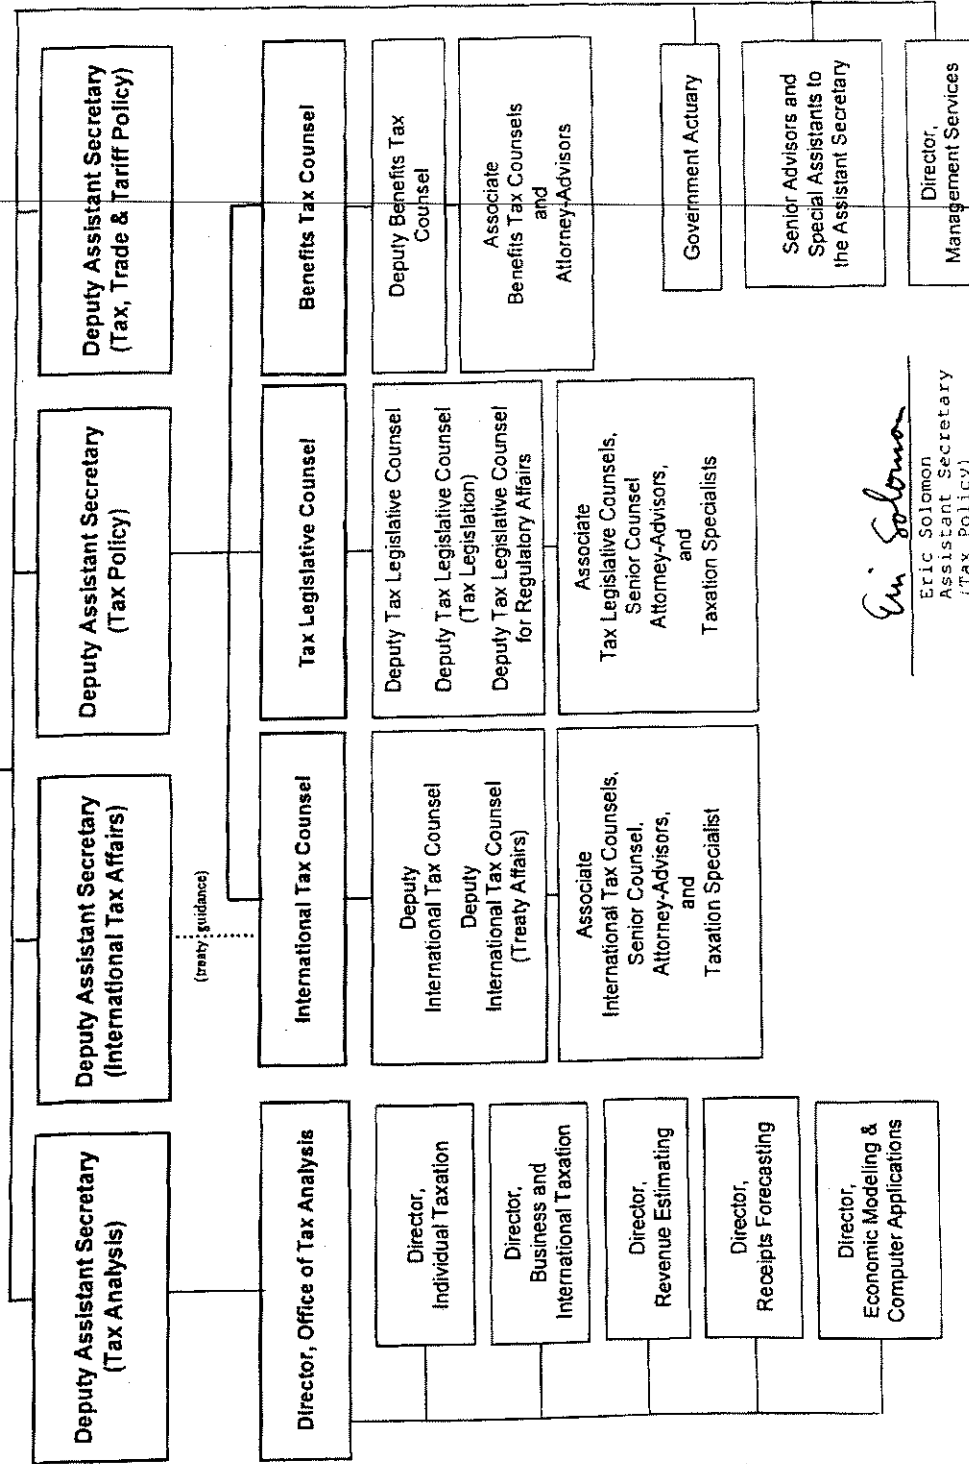 Deputy Assistant Secretary
(Tax Analysis)
Deputy Assistant Secretary
(International Tax Affairs)
Deputy Assistant Secretary
(Tax Policy)
Deputy Assistant Secretary
(Tax, Trade & Tariff Policy)
(treaty guidance)
Director, Office of Tax Analysis
International Tax Counsel
Tax Legislative Counsel
Benefits Tax Counsel
Director,
Individual Taxation
Director,
Business and
International Taxation
Director,
Revenue Estimating
Director,
Receipts Forecasting
Director,
Economic Modeling &
Computer Applications
Deputy
International Tax Counsel
Deputy
International Tax Counsel
(Treaty Affairs)
Associate
International Tax Counsels,
Senior Counsel,
Attorney-Advisors,
and
Taxation Specialist
Deputy Tax Legislative Counsel
Deputy Tax Legislative Counsel
(Tax Legislation)
Deputy Tax Legislative Counsel
for Regulatory Affairs
Associate
Tax Legislative Counsels,
Senior Counsel
Attorney-Advisors,
and
Taxation Specialists
Deputy Benefits Tax
Counsel
Associate
Benefits Tax Counsels
and
Attorney-Advisors
Government Actuary
Senior Advisors and
Special Assistants to
the Assistant Secretary
Director,
Management Services
Eric Solomon
Eric Solomon
Assistant Secretary
(Tax Policy)